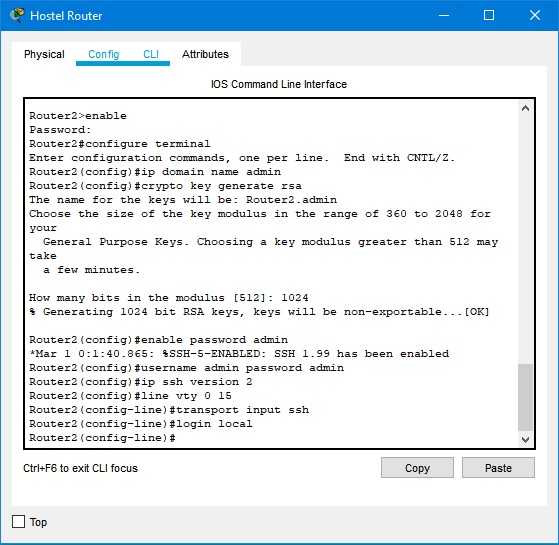 Hostel Router
Physical Config CLI Attributes
IOS Command Line Interface
Router2>enable
Password:
Router2#configure terminal
Enter configuration commands, one per line.  End with CNTL/Z.
Router2(config)#ip domain name admin
Router2(config)#crypto key generate rsa
The name for the keys will be: Router2.admin
Choose the size of the key modulus in the range of 360 to 2048 for
your
  General Purpose Keys. Choosing a key modulus greater than 512 may
take
  a few minutes.
How many bits in the modulus [512]: 1024
% Generating 1024 bit RSA keys, keys will be non-exportable...[OK]
Router2(config)#enable password admin
*Mar 1 0:1:40.865: %SSH-5-ENABLED: SSH 1.99 has been enabled
Router2(config)#username admin password admin
Router2(config)#ip ssh version 2
Router2(config)#line vty 0 15
Router2(config-line)#transport input ssh
Router2(config-line)#login local
Router2(config-line)#
Ctrl+F6 to exit CLI focus
Copy
Paste
Top